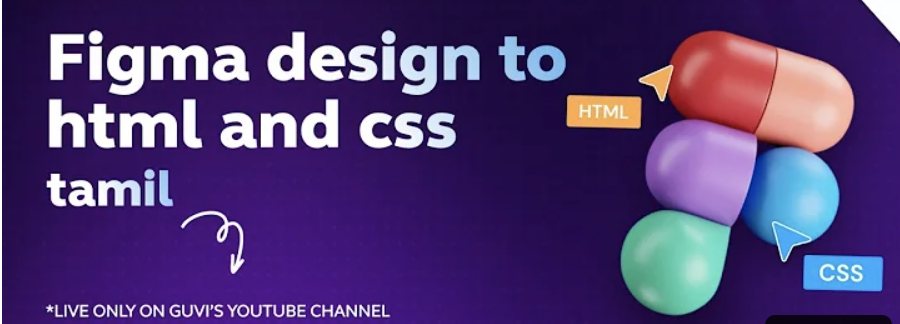 Figma design to
html and css
tamil
HTML
CSS
*LIVE ONLY ON GUVI'S YOUTUBE CHANNEL